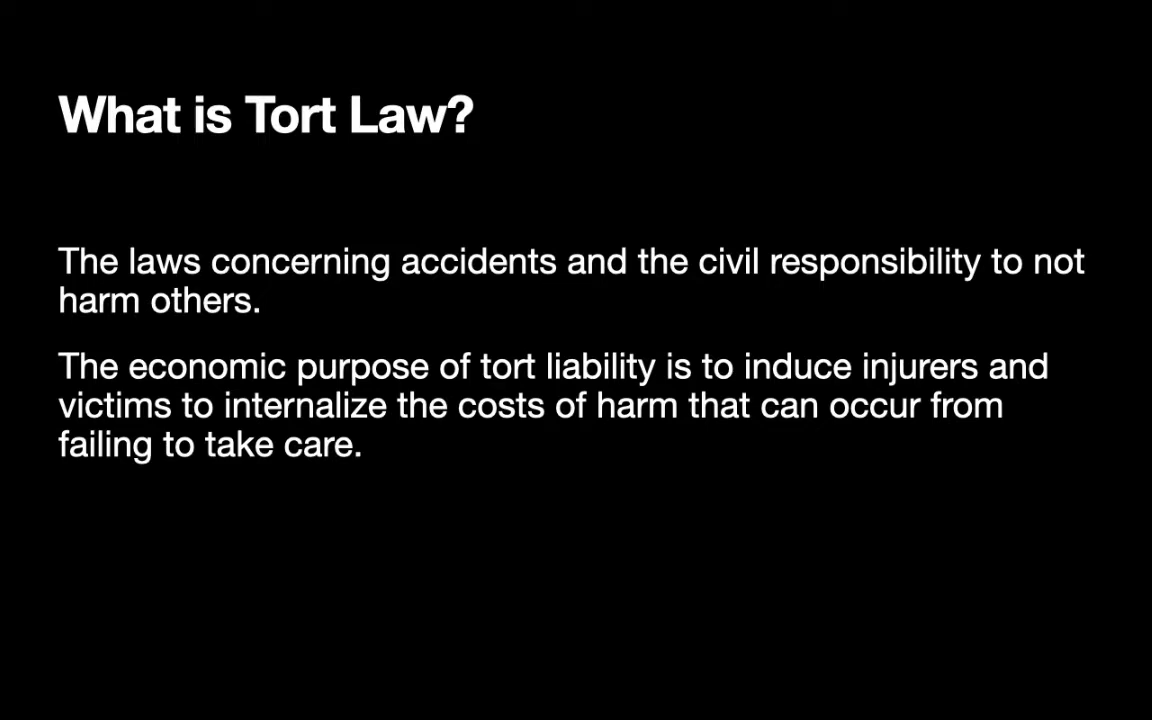 What is Tort Law?
The laws concerning accidents and the civil responsibility to not
harm others.
The economic purpose of tort liability is to induce injurers and
victims to internalize the costs of harm that can occur from
failing to take care.